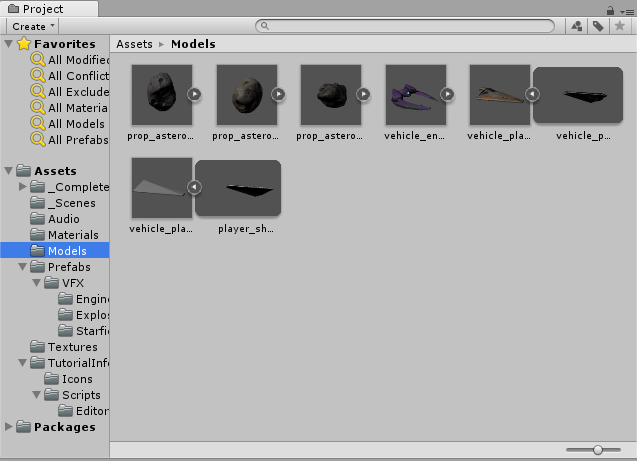 Project
Create
Assets ▸ Models
Favorites
All Modified
All Conflict
All Exclude
All Materia
All Models
All Prefabs
Assets
_Complete
_Scenes
Audio
Materials
Models
Prefabs
VFX
Engine
Explos
Starfie
Textures
TutorialInfo
Icons
Scripts
Editor
Packages
prop_astero... prop_astero... prop_astero... vehicle_en... vehicle_pla... vehicle_p...
vehicle_pla... player_sh...